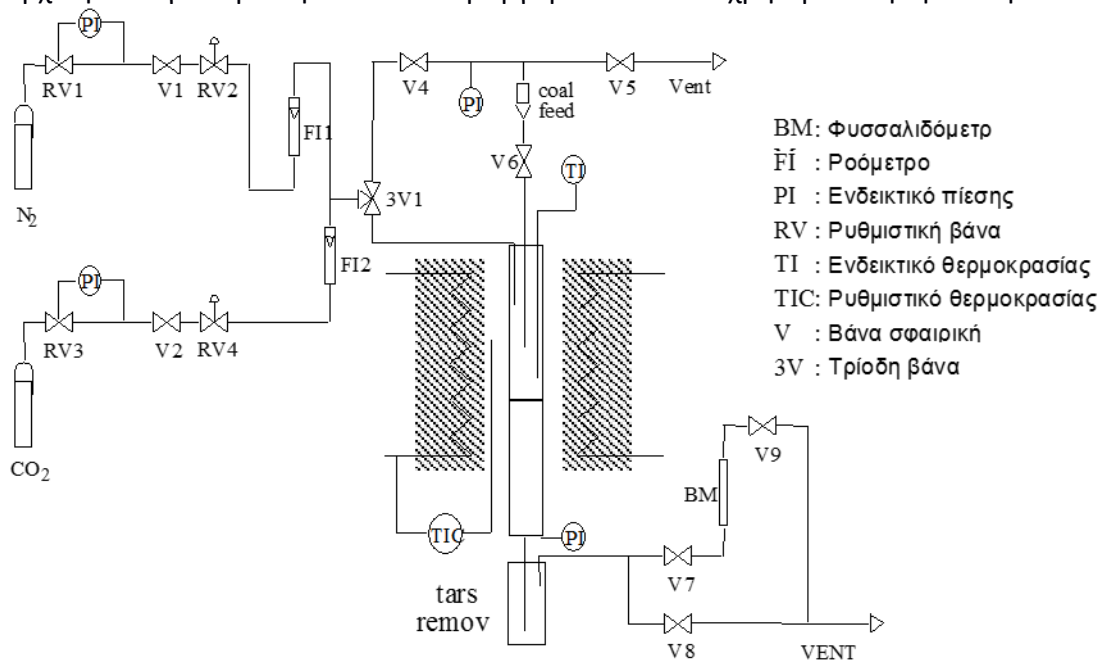 PI
RV1
V1
RV2
FI1
N2
V4
PI
coal
feed
V5
Vent
V6
TI
3V1
FI2
PI
RV3
V2
RV4
CO2
TIC
PI
tars
remov
V7
V8
BM
V9
VENT
BM: Φυσσαλιδόμετρ
FI : Ροόμετρο
PI : Ενδεικτικό πίεσης
RV : Ρυθμιστική βάνα
TI : Ενδεικτικό θερμοκρασίας
TIC: Ρυθμιστικό θερμοκρασίας
V : Βάνα σφαιρική
3V : Τρίοδη βάνα